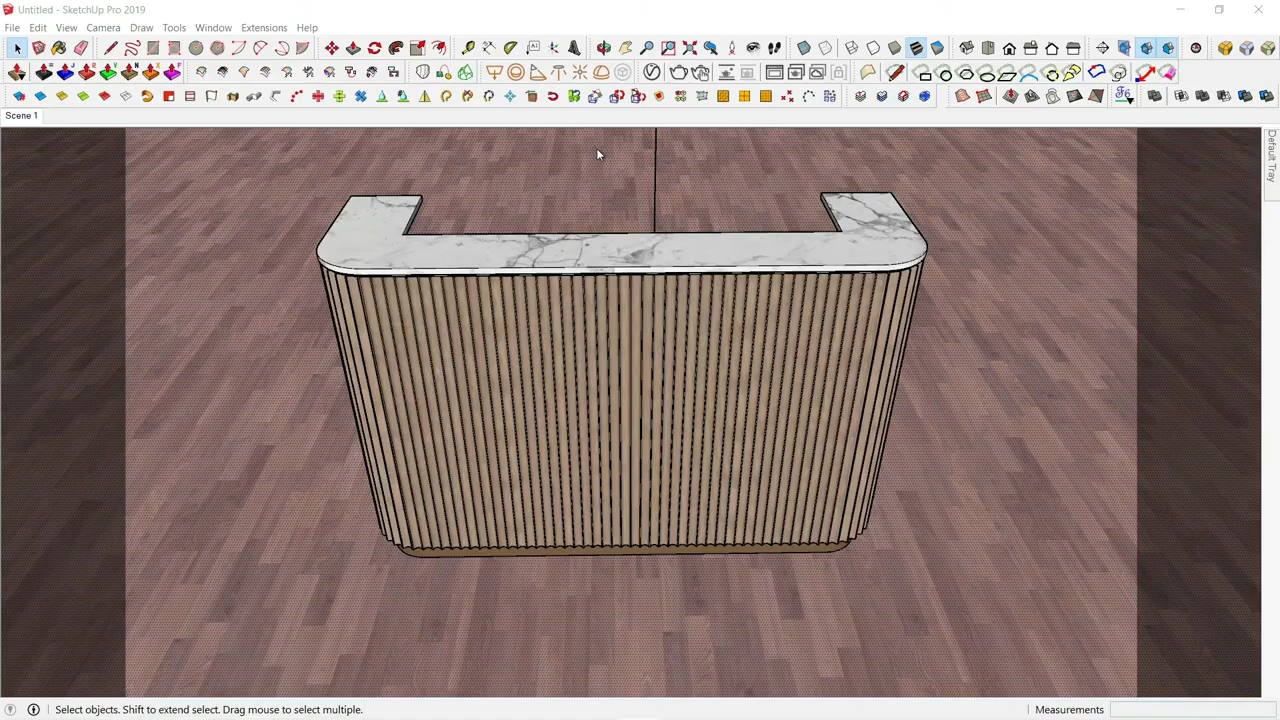 Untitled - SketchUp Pro 2019
File Edit View Camera Draw Tools Window Extensions Help
Scene 1
Default Tray
Select objects. Shift to extend select. Drag mouse to select multiple.
Measurements